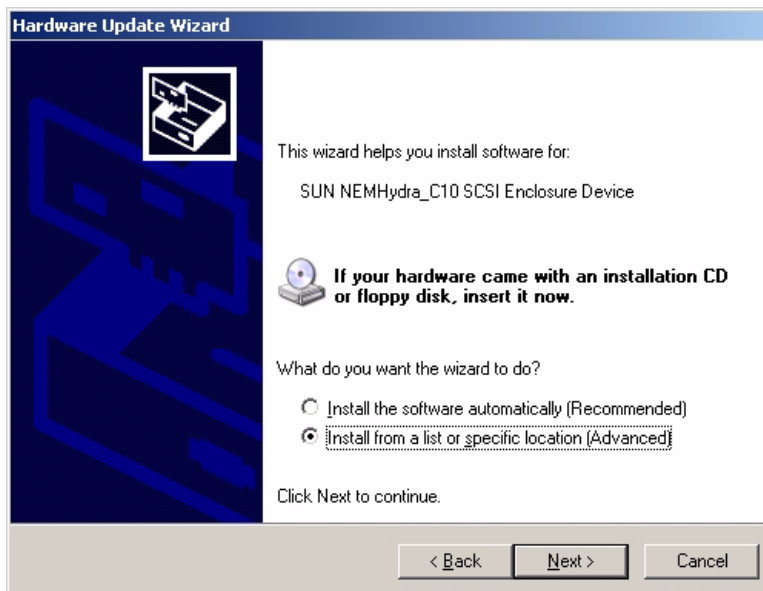 Hardware Update Wizard
This wizard helps you install software for:
SUN NEMHydra_C10 SCSI Enclosure Device
If your hardware came with an installation CD
or floppy disk, insert it now.
What do you want the wizard to do?
Install the software automatically (Recommended)
Install from a list or specific location (Advanced)
Click Next to continue.
< Back
Next >
Cancel